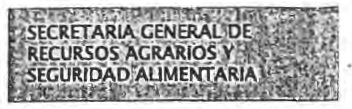 SECRETARIA GENERAL DE
RECURSOS AGRARIOS Y
SEGURIDAD ALIMENTARIA